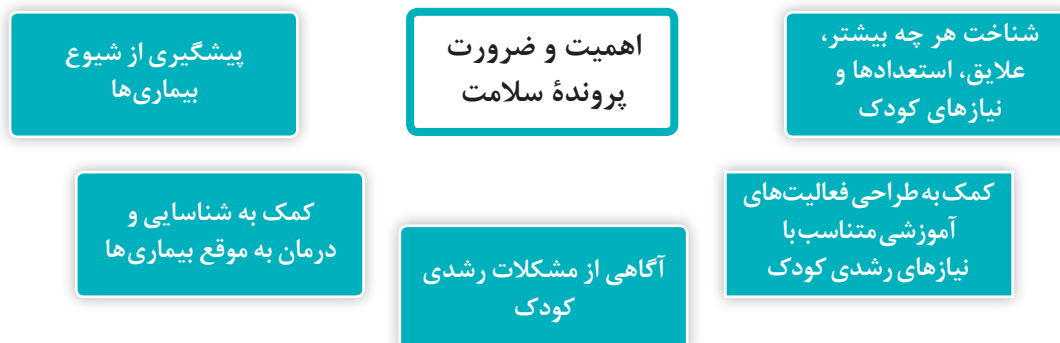 اهمیت و ضرورت
پروندهٔ سلامت
شناخت هر چه بیشتر،
علایق، استعدادها و
نیازهای کودک
کمک به طراحی فعالیت‌های
آموزشی متناسب با
نیازهای رشدی کودک
آگاهی از مشکلات رشدی
کودک
کمک به شناسایی و
درمان به موقع بیماری‌ها
پیشگیری از شیوع
بیماری‌ها